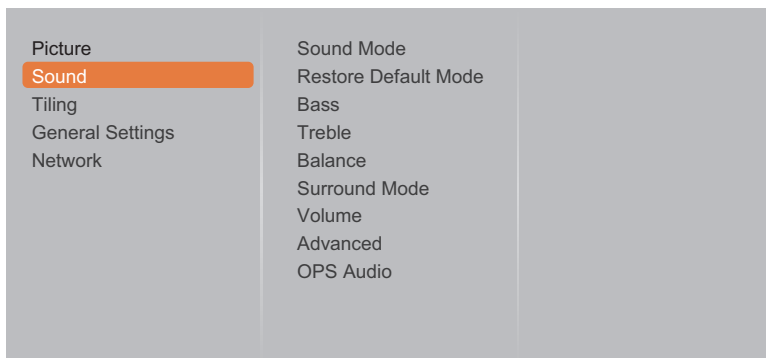 Picture
Sound
Tiling
General Settings
Network
Sound Mode
Restore Default Mode
Bass
Treble
Balance
Surround Mode
Volume
Advanced
OPS Audio